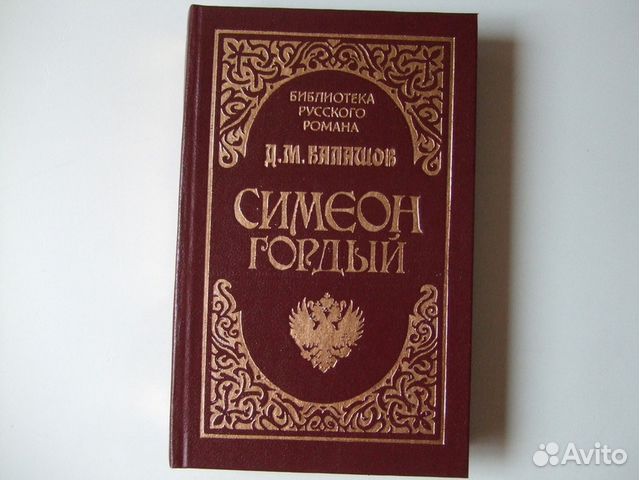 БИБЛИОТЕКА
РУССКОГО
РОМАНА
Д.М. БАЛАШОВ
СИМЕОН
ГОРДЫЙ
Avito